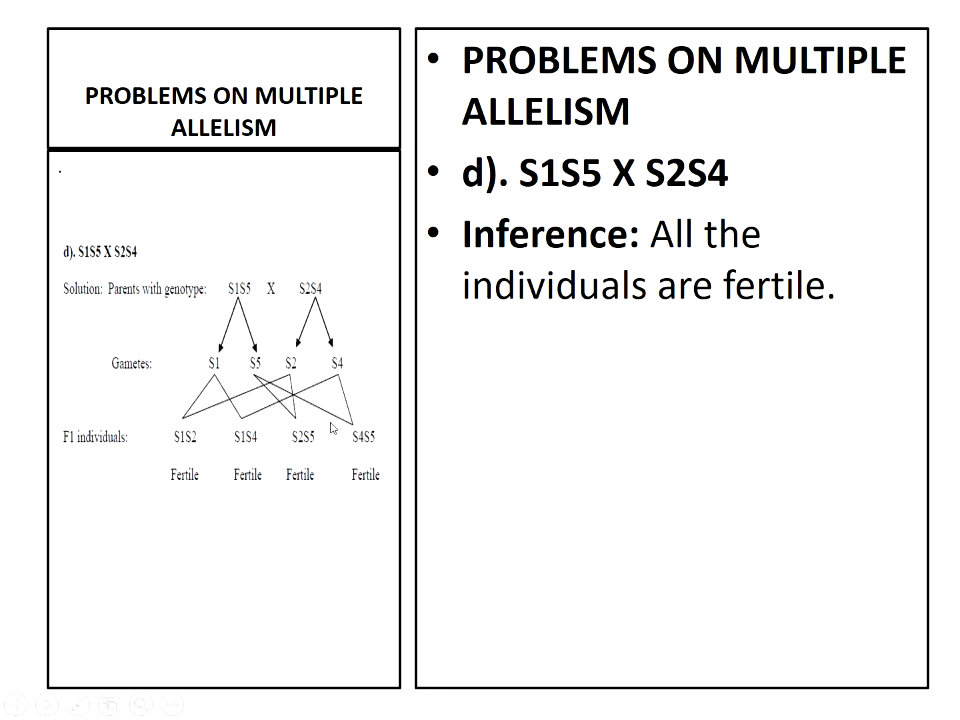 PROBLEMS ON MULTIPLE
ALLELISM
.
d). S1S5 X S2S4
Solution: Parents with genotype: S1S5 X S2S4
Gametes: S1 S5 S2 S4
F1 individuals: S1S2 S1S4 S2S5 S4S5
Fertile Fertile Fertile Fertile
• PROBLEMS ON MULTIPLE
ALLELISM
• d). S1S5 X S2S4
• Inference: All the
individuals are fertile.